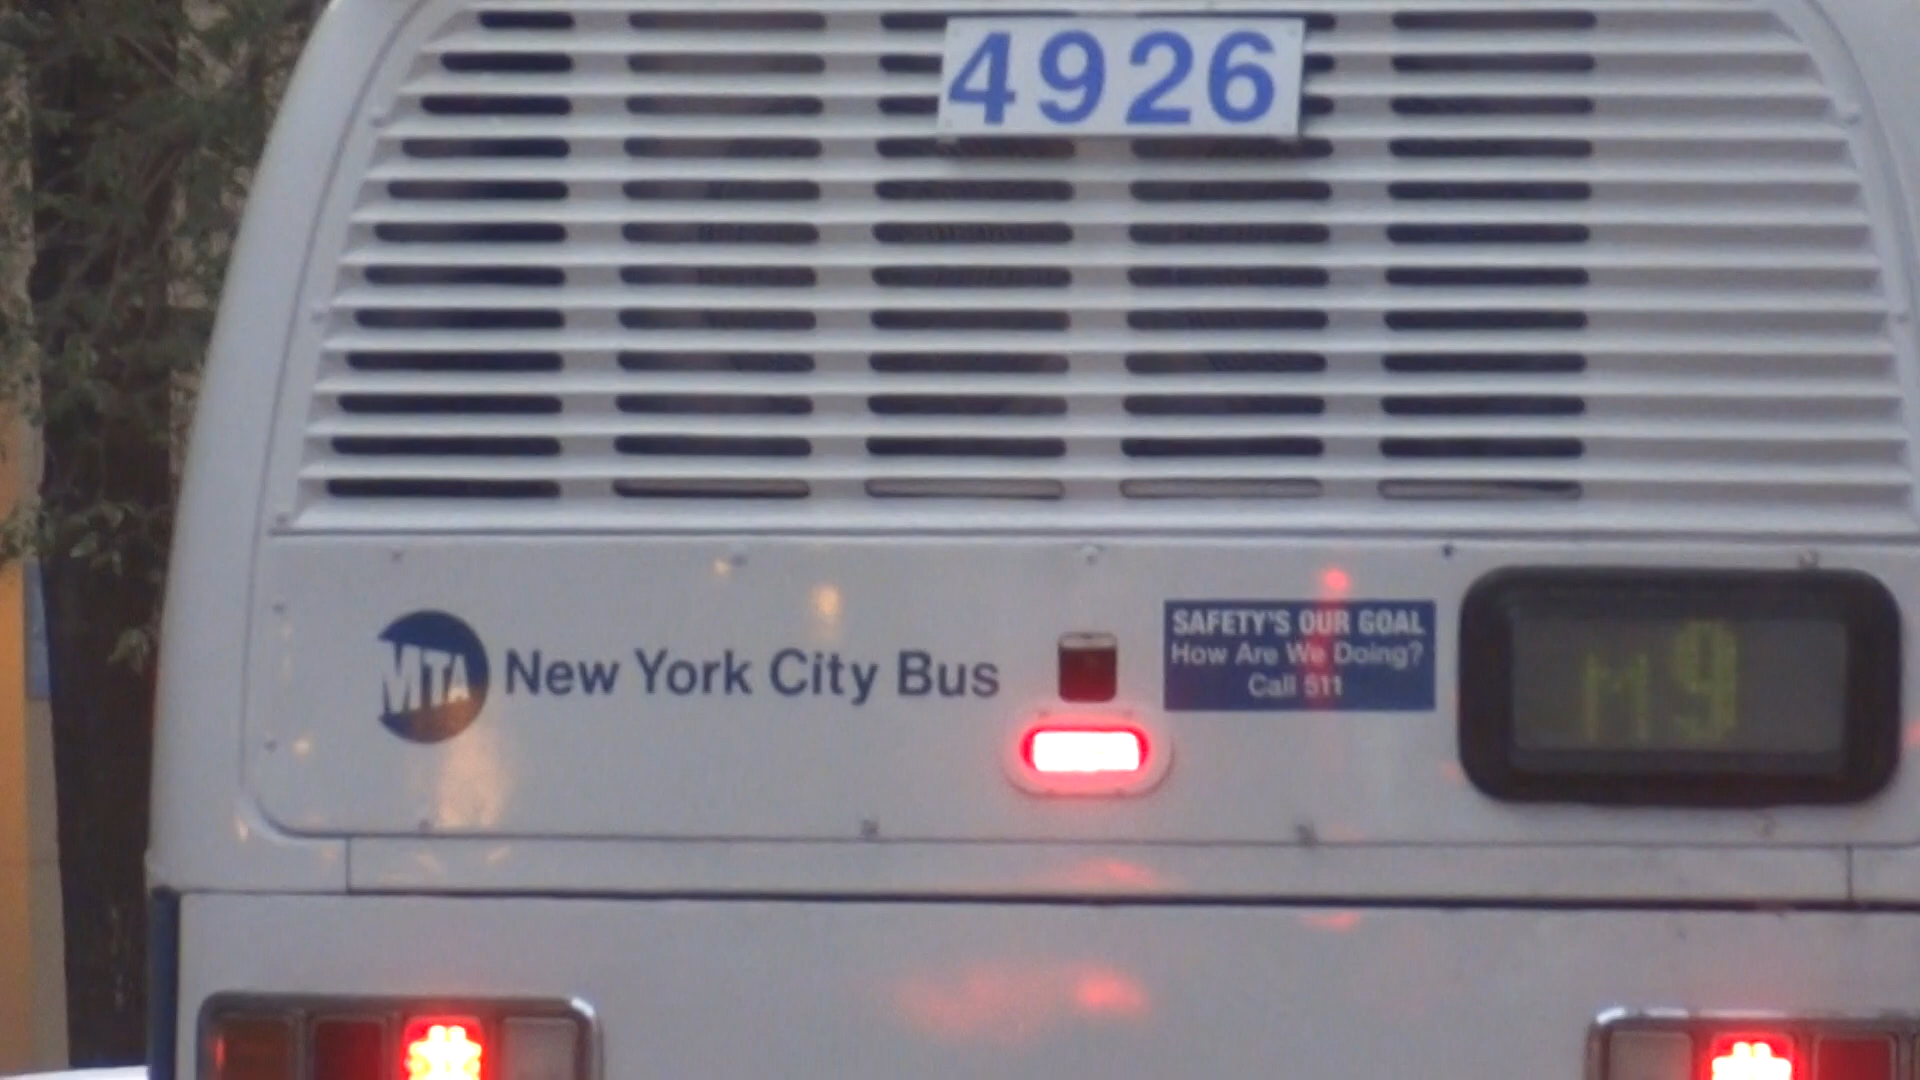 4926
MTA New York City Bus
SAFETY'S OUR GOAL
How Are We Doing?
Call 511
M9